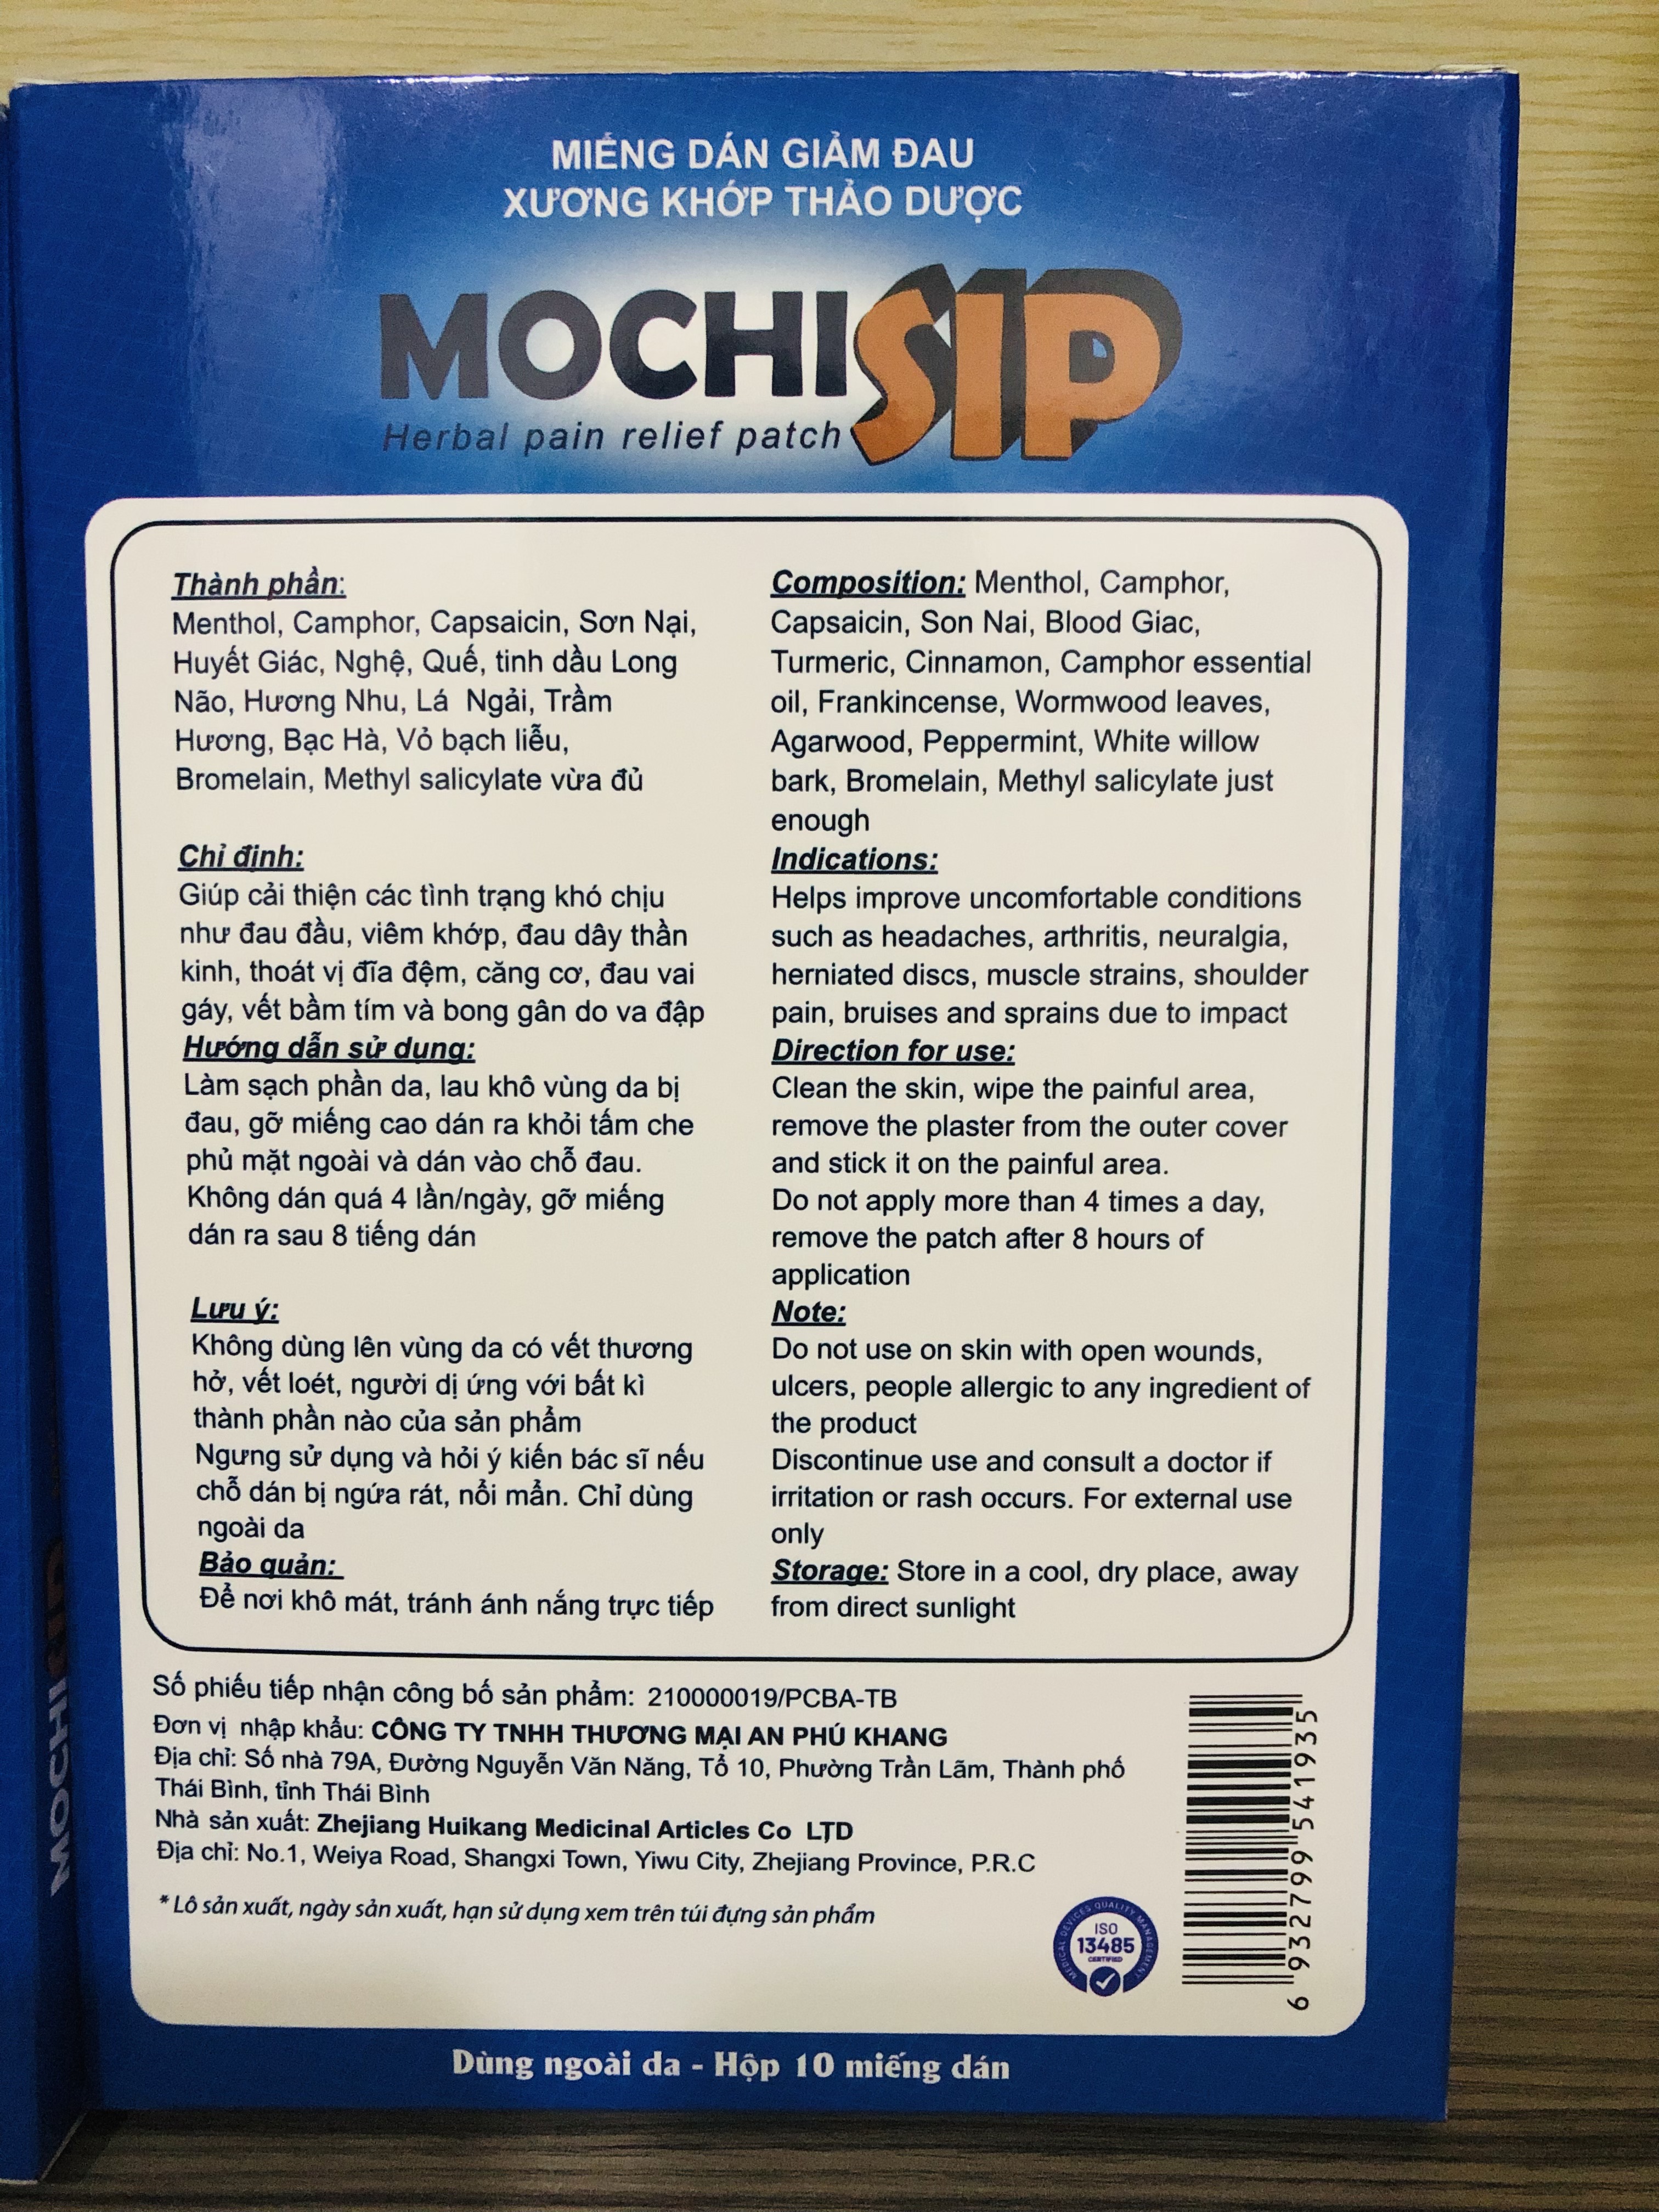 MIẾNG DÁN GIẢM ĐAU
XƯƠNG KHỚP THẢO DƯỢC
MOCHISIP
Herbal pain relief patch
Thành phần:
Menthol, Camphor, Capsaicin, Sơn Nại,
Huyết Giác, Nghệ, Quế, tinh dầu Long
Não, Hương Nhu, Lá Ngải, Trầm
Hương, Bạc Hà, Vỏ bạch liễu,
Bromelain, Methyl salicylate vừa đủ
Chỉ định:
Giúp cải thiện các tình trạng khó chịu
như đau đầu, viêm khớp, đau dây thần
kinh, thoát vị đĩa đệm, căng cơ, đau vai
gáy, vết bầm tím và bong gân do va đập
Hướng dẫn sử dụng:
Làm sạch phần da, lau khô vùng da bị
đau, gỡ miếng cao dán ra khỏi tấm che
phủ mặt ngoài và dán vào chỗ đau.
Không dán quá 4 lần/ngày, gỡ miếng
dán ra sau 8 tiếng dán
Lưu ý:
Không dùng lên vùng da có vết thương
hở, vết loét, người dị ứng với bất kì
thành phần nào của sản phẩm
Ngưng sử dụng và hỏi ý kiến bác sĩ nếu
chỗ dán bị ngứa rát, nổi mẩn. Chỉ dùng
ngoài da
Bảo quản:
Để nơi khô mát, tránh ánh nắng trực tiếp
Composition: Menthol, Camphor,
Capsaicin, Son Nai, Blood Giac,
Turmeric, Cinnamon, Camphor essential
oil, Frankincense, Wormwood leaves,
Agarwood, Peppermint, White willow
bark, Bromelain, Methyl salicylate just
enough
Indications:
Helps improve uncomfortable conditions
such as headaches, arthritis, neuralgia,
herniated discs, muscle strains, shoulder
pain, bruises and sprains due to impact
Direction for use:
Clean the skin, wipe the painful area,
remove the plaster from the outer cover
and stick it on the painful area.
Do not apply more than 4 times a day,
remove the patch after 8 hours of
application
Note:
Do not use on skin with open wounds,
ulcers, people allergic to any ingredient of
the product
Discontinue use and consult a doctor if
irritation or rash occurs. For external use
only
Storage: Store in a cool, dry place, away
from direct sunlight
Số phiếu tiếp nhận công bố sản phẩm: 210000019/PCBA-TB
Đơn vị nhập khẩu: CÔNG TY TNHH THƯƠNG MẠI AN PHÚ KHANG
Địa chỉ: Số nhà 79A, Đường Nguyễn Văn Năng, Tổ 10, Phường Trần Lãm, Thành phố
Thái Bình, tỉnh Thái Bình
Nhà sản xuất: Zhejiang Huikang Medicinal Articles Co LTD
Địa chỉ: No.1, Weiya Road, Shangxi Town, Yiwu City, Zhejiang Province, P.R.C
* Lô sản xuất, ngày sản xuất, hạn sử dụng xem trên túi đựng sản phẩm
MEDICAL DEVICES QUALITY MANAGEMENT
ISO
13485
CERTIFIED
6 932799 541935
Dùng ngoài da - Hộp 10 miếng dán